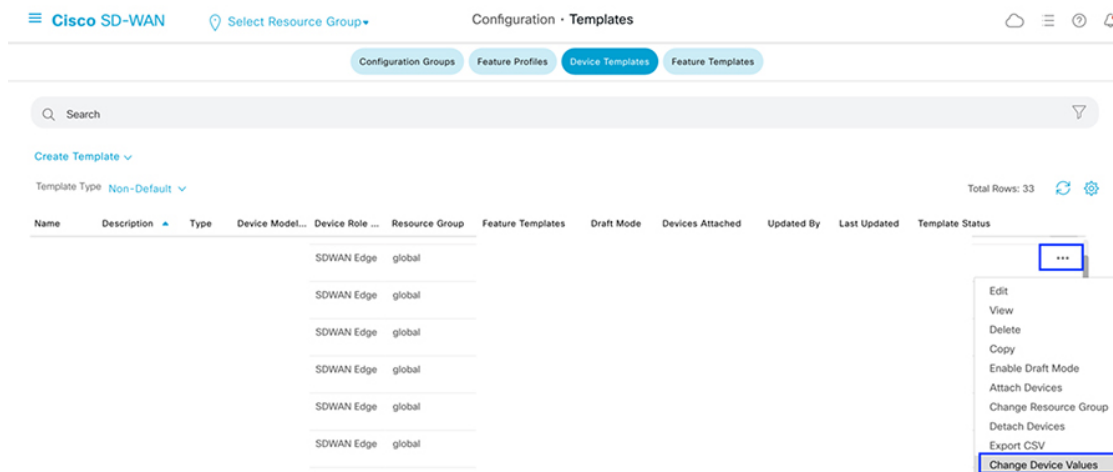 Cisco SD-WAN
Select Resource Group
Configuration · Templates
Configuration Groups
Feature Profiles
Device Templates
Feature Templates
Search
Create Template
Template Type Non-Default
Total Rows: 33
Name Description Type Device Model... Device Role ... Resource Group Feature Templates Draft Mode Devices Attached Updated By Last Updated Template Status
SDWAN Edge global
...
SDWAN Edge global
SDWAN Edge global
SDWAN Edge global
SDWAN Edge global
SDWAN Edge global
Edit
View
Delete
Copy
Enable Draft Mode
Attach Devices
Change Resource Group
Detach Devices
Export CSV
Change Device Values